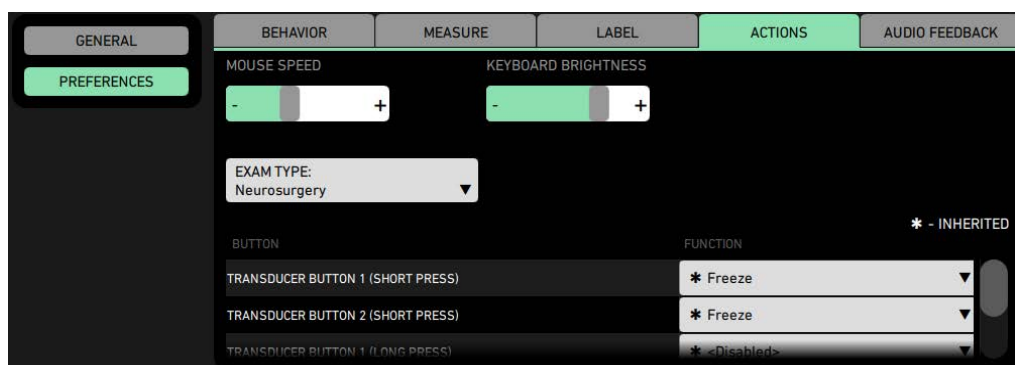 GENERAL
PREFERENCES
BEHAVIOR MEASURE LABEL ACTIONS AUDIO FEEDBACK
MOUSE SPEED KEYBOARD BRIGHTNESS
- + - +
EXAM TYPE:
Neurosurgery ▼
✱ - INHERITED
BUTTON FUNCTION
TRANSDUCER BUTTON 1 (SHORT PRESS) ✱ Freeze ▼
TRANSDUCER BUTTON 2 (SHORT PRESS) ✱ Freeze ▼
TRANSDUCER BUTTON 1 (LONG PRESS) ✱ <Disabled> ▼